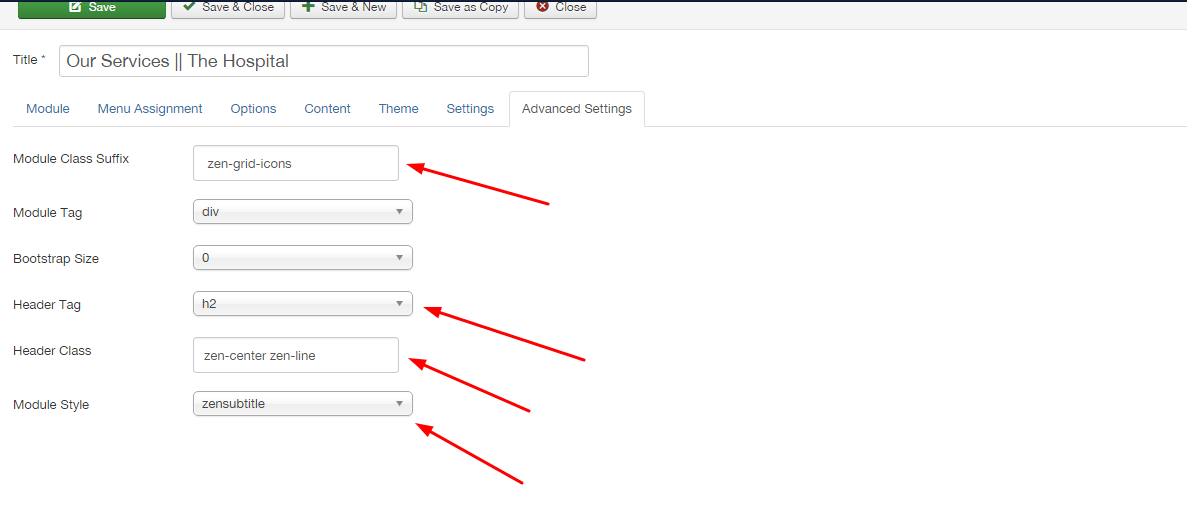 Save Save & Close Save & New Save as Copy Close
Title * Our Services || The Hospital
Module Menu Assignment Options Content Theme Settings Advanced Settings
Module Class Suffix zen-grid-icons
Module Tag div
Bootstrap Size 0
Header Tag h2
Header Class zen-center zen-line
Module Style zensubtitle